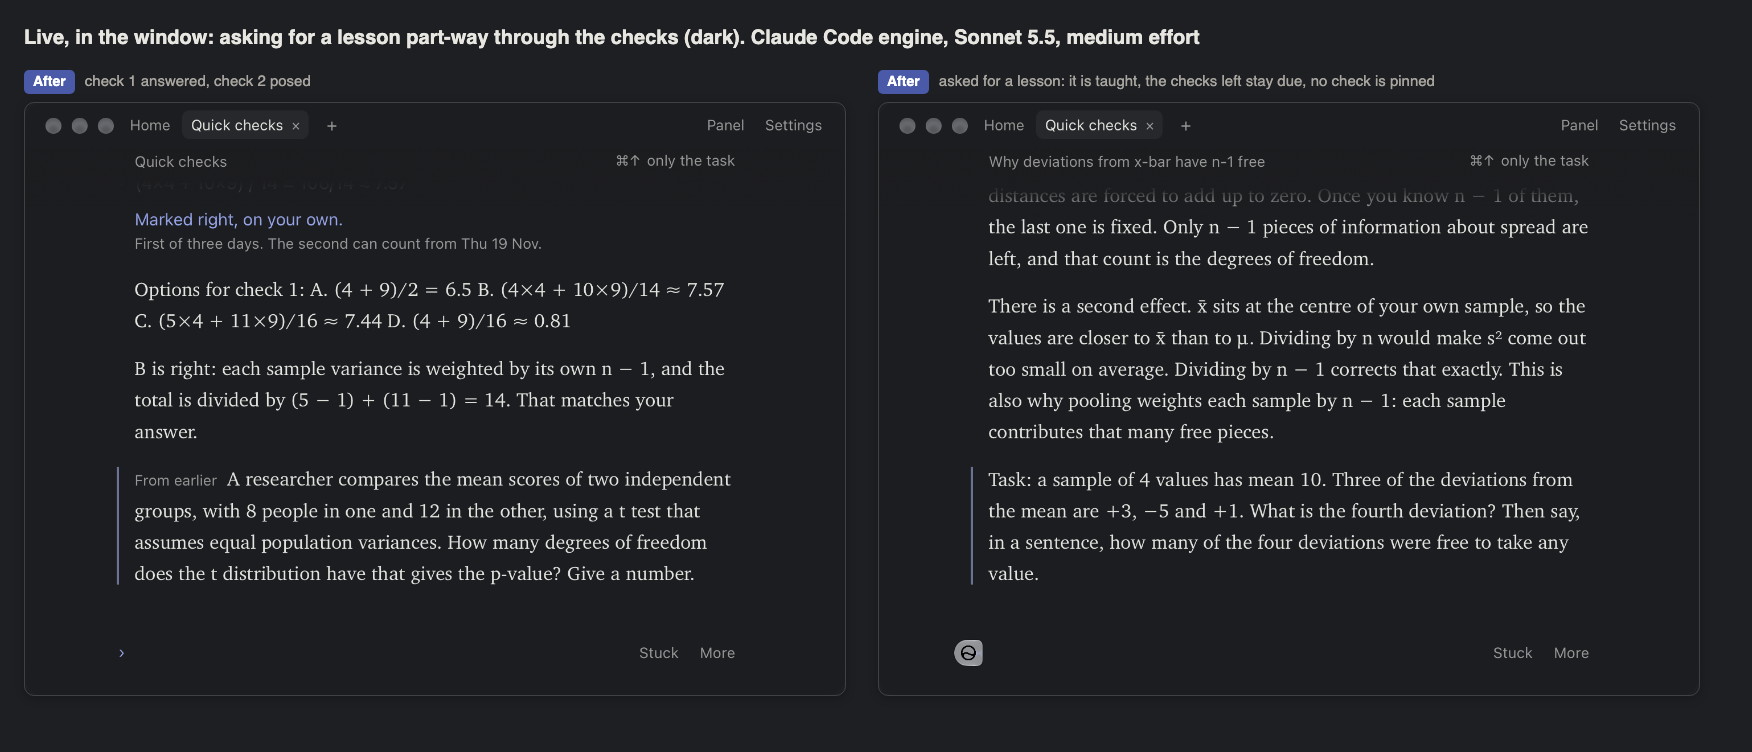 Live, in the window: asking for a lesson part-way through the checks (dark). Claude Code engine, Sonnet 5.5, medium effort
After check 1 answered, check 2 posed
Home Quick checks × + Panel Settings
Quick checks ⌘↑ only the task
Marked right, on your own.
First of three days. The second can count from Thu 19 Nov.
Options for check 1: A. (4 + 9)/2 = 6.5 B. (4×4 + 10×9)/14 ≈ 7.57
C. (5×4 + 11×9)/16 ≈ 7.44 D. (4 + 9)/16 ≈ 0.81
B is right: each sample variance is weighted by its own n − 1, and the
total is divided by (5 − 1) + (11 − 1) = 14. That matches your
answer.
From earlier A researcher compares the mean scores of two independent
groups, with 8 people in one and 12 in the other, using a t test that
assumes equal population variances. How many degrees of freedom
does the t distribution have that gives the p-value? Give a number.
› Stuck More
After asked for a lesson: it is taught, the checks left stay due, no check is pinned
Home Quick checks × + Panel Settings
Why deviations from x-bar have n-1 free ⌘↑ only the task
distances are forced to add up to zero. Once you know n − 1 of them,
the last one is fixed. Only n − 1 pieces of information about spread are
left, and that count is the degrees of freedom.
There is a second effect. x̄ sits at the centre of your own sample, so the
values are closer to x̄ than to μ. Dividing by n would make s² come out
too small on average. Dividing by n − 1 corrects that exactly. This is
also why pooling weights each sample by n − 1: each sample
contributes that many free pieces.
Task: a sample of 4 values has mean 10. Three of the deviations from
the mean are +3, −5 and +1. What is the fourth deviation? Then say,
in a sentence, how many of the four deviations were free to take any
value.
Stuck More